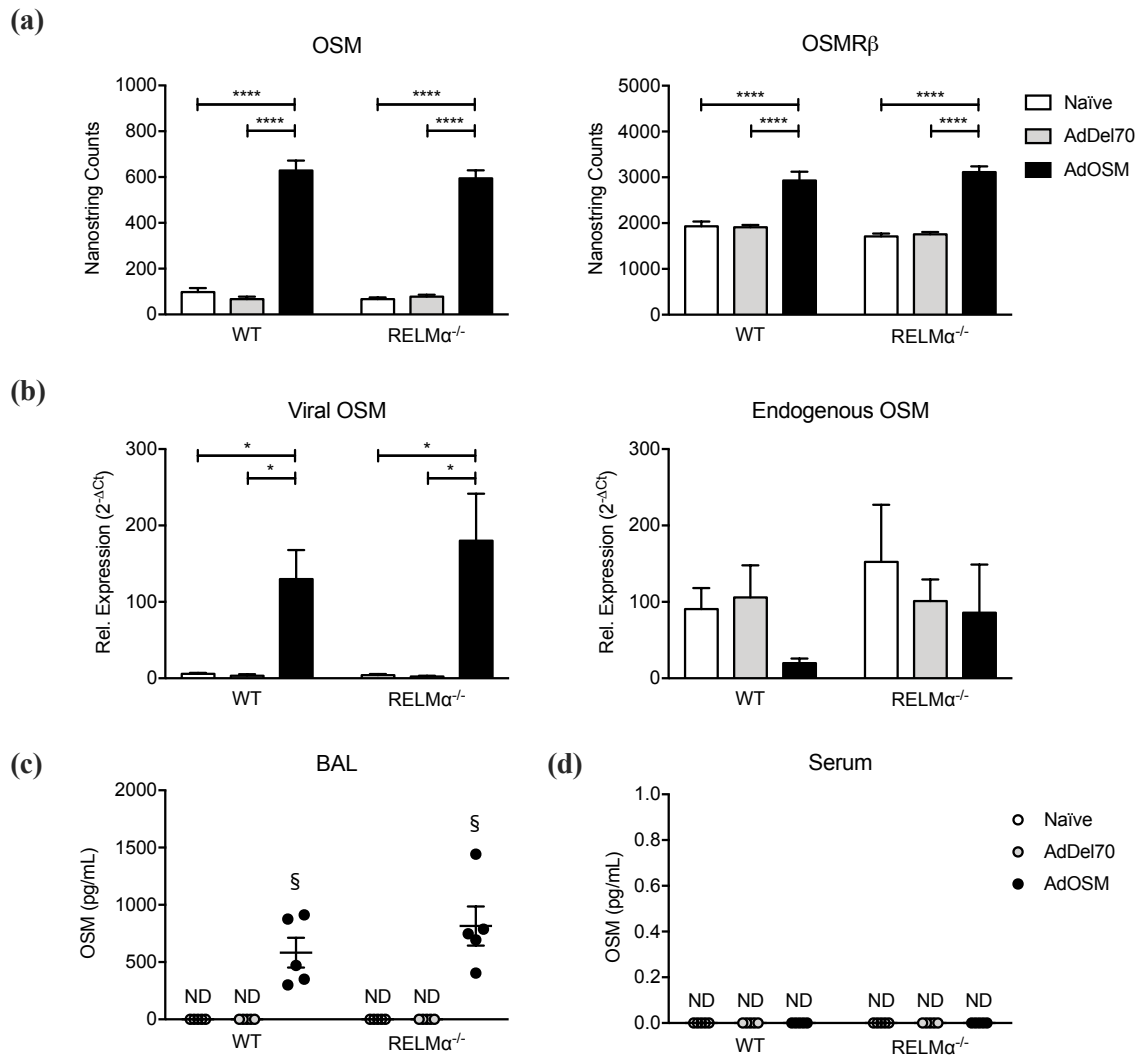 (a)
OSM
OSMRβ
Nanostring Counts
1000
800
600
400
200
0
**** ****
**** ****
WT RELMα-/-
Nanostring Counts
5000
4000
3000
2000
1000
0
**** ****
**** ****
WT RELMα-/-
Naïve
AdDel70
AdOSM
(b)
Viral OSM
Endogenous OSM
Rel. Expression (2-ΔCt)
300
200
100
0
* *
* *
WT RELMα-/-
Rel. Expression (2-ΔCt)
300
200
100
0
WT RELMα-/-
(c)
BAL
OSM (pg/mL)
2000
1500
1000
500
0
§
§
ND ND ND ND
WT RELMα-/-
(d)
Serum
OSM (pg/mL)
1.0
0.8
0.6
0.4
0.2
0.0
ND ND ND ND ND ND
WT RELMα-/-
Naïve
AdDel70
AdOSM